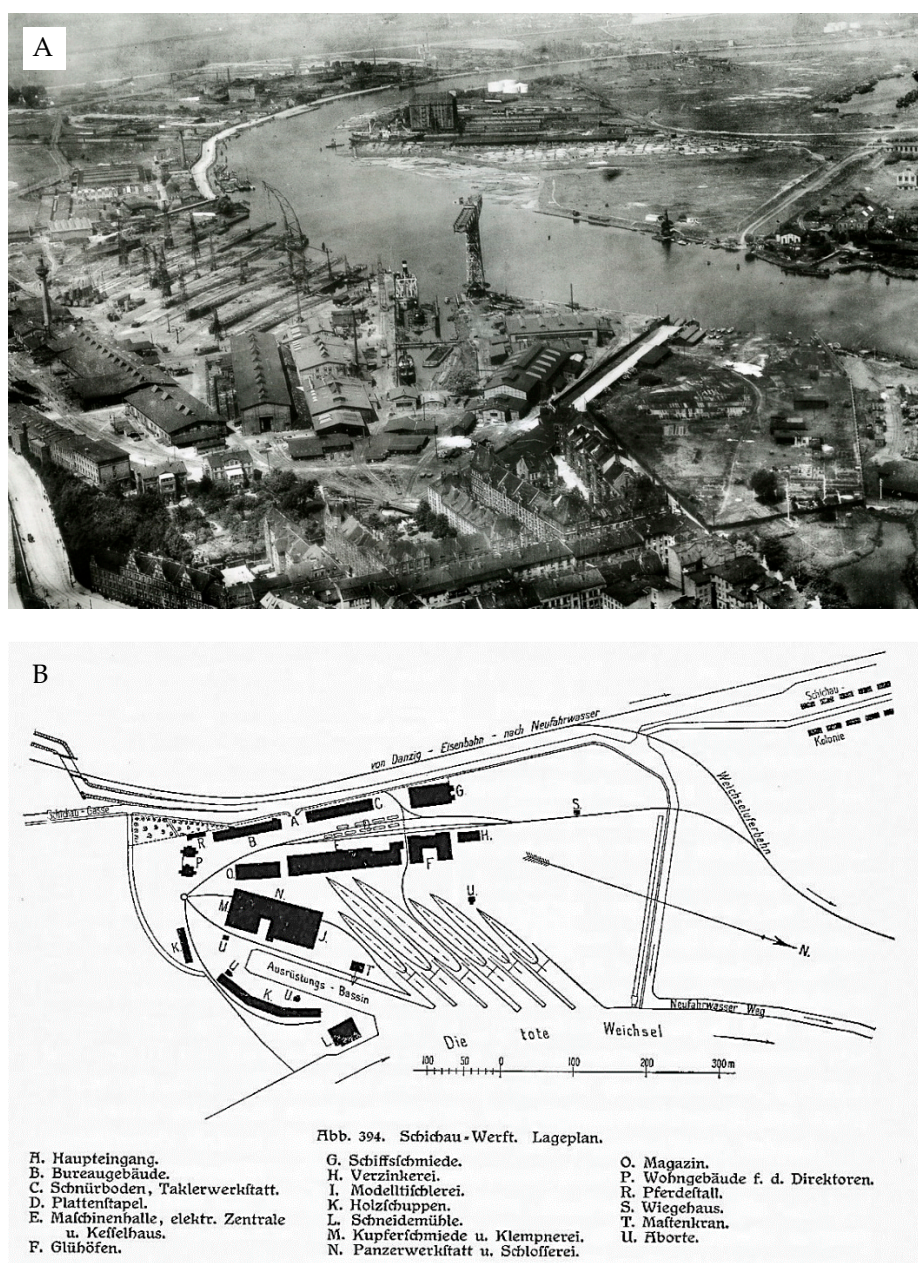 A
B
Schichau -
Kolonie
von Danzig - Eisenbahn - nach Neufahrwasser
Weichseluferbahn
Schichau-Gasse
G.
C
A
S.
B
R
D
H.
E
F
P
O.
N.
U.
N.
M
J.
K
U
T
Ausrüstungs-Bassin
U
K.
U.
L.
Neufahrwasser Weg
Die tote Weichsel
100 50 0 100 200 300 m
Abb. 394. Schichau-Werft. Lageplan.
A. Haupteingang.
B. Bureaugebäude.
C. Schnürboden, Taklerwerkſtatt.
D. Plattenſtapel.
E. Maſchinenhalle, elektr. Zentrale
u. Keſſelhaus.
F. Glühöfen.
G. Schiffsſchmiede.
H. Verzinkerei.
I. Modelltiſchlerei.
K. Holzſchuppen.
L. Schneidemühle.
M. Kupferſchmiede u. Klempnerei.
N. Panzerwerkſtatt u. Schloſſerei.
O. Magazin.
P. Wohngebäude f. d. Direktoren.
R. Pferdeſtall.
S. Wiegehaus.
T. Maſtenkran.
U. Aborte.